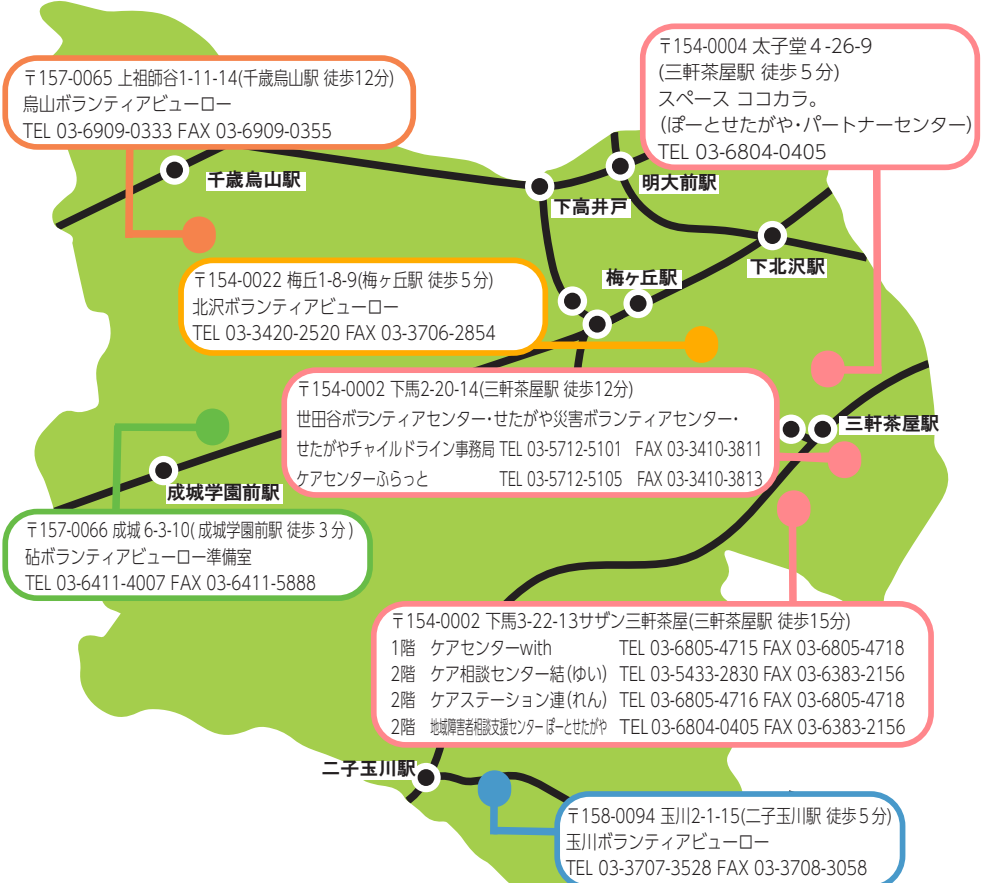 〒157-0065 上祖師谷1-11-14(千歳烏山駅 徒歩12分)
烏山ボランティアビューロー
TEL 03-6909-0333 FAX 03-6909-0355
〒154-0004 太子堂4-26-9
(三軒茶屋駅 徒歩5分)
スペース ココカラ。
(ぽーとせたがや・パートナーセンター)
TEL 03-6804-0405
千歳烏山駅
下高井戸
明大前駅
下北沢駅
梅ヶ丘駅
〒154-0022 梅丘1-8-9(梅ヶ丘駅 徒歩5分)
北沢ボランティアビューロー
TEL 03-3420-2520 FAX 03-3706-2854
〒154-0002 下馬2-20-14(三軒茶屋駅 徒歩12分)
世田谷ボランティアセンター・せたがや災害ボランティアセンター・
せたがやチャイルドライン事務局 TEL 03-5712-5101 FAX 03-3410-3811
ケアセンターふらっと TEL 03-5712-5105 FAX 03-3410-3813
三軒茶屋駅
成城学園前駅
〒157-0066 成城 6-3-10( 成城学園前駅 徒歩 3 分 )
砧ボランティアビューロー準備室
TEL 03-6411-4007 FAX 03-6411-5888
〒154-0002 下馬3-22-13サザン三軒茶屋(三軒茶屋駅 徒歩15分)
1階 ケアセンターwith TEL 03-6805-4715 FAX 03-6805-4718
2階 ケア相談センター結(ゆい) TEL 03-5433-2830 FAX 03-6383-2156
2階 ケアステーション連(れん) TEL 03-6805-4716 FAX 03-6805-4718
2階 地域障害者相談支援センターぽーとせたがや TEL 03-6804-0405 FAX 03-6383-2156
二子玉川駅
〒158-0094 玉川2-1-15(二子玉川駅 徒歩5分)
玉川ボランティアビューロー
TEL 03-3707-3528 FAX 03-3708-3058